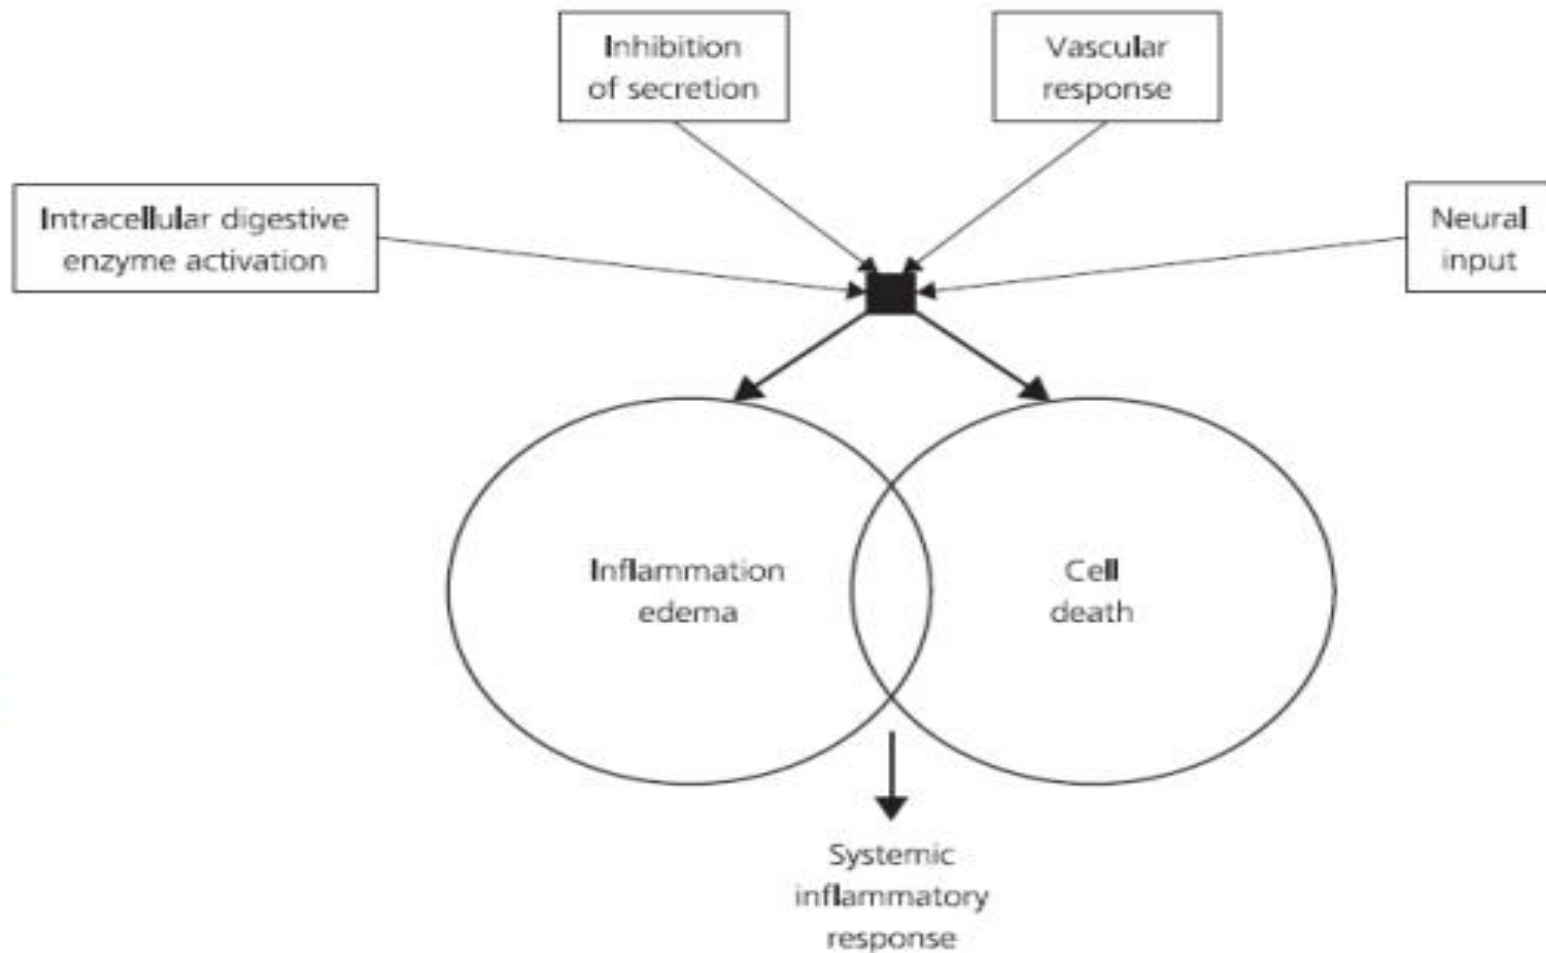 Inhibition
of secretion
Vascular
response
Intracellular digestive
enzyme activation
Neural
input
Inflammation
edema
Cell
death
Systemic
inflammatory
response